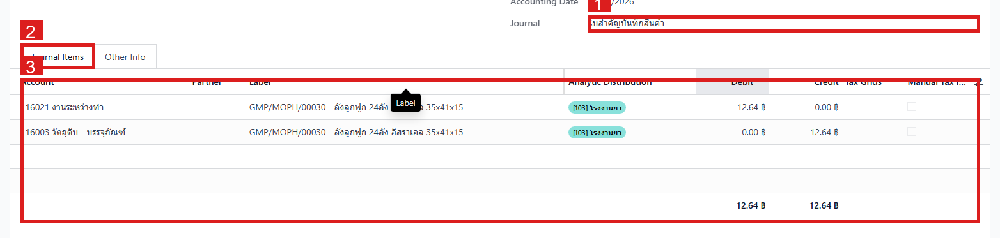 Accounting Date /2026
1
Journal ใบสำคัญบันทึกสินค้า
2
Journal Items Other Info
3
Account Partner Label Analytic Distribution Debit Credit Tax Grids Manual Tax
16021 งานระหว่างทำ GMP/MOPH/00030 - ลังลูกฟูก 24ลัง 35x41x15 [103] โรงงานยา 12.64 ฿ 0.00 ฿
Label
16003 วัตถุดิบ - บรรจุภัณฑ์ GMP/MOPH/00030 - ลังลูกฟูก 24ลัง อิสราเอล 35x41x15 [103] โรงงานยา 0.00 ฿ 12.64 ฿
12.64 ฿ 12.64 ฿